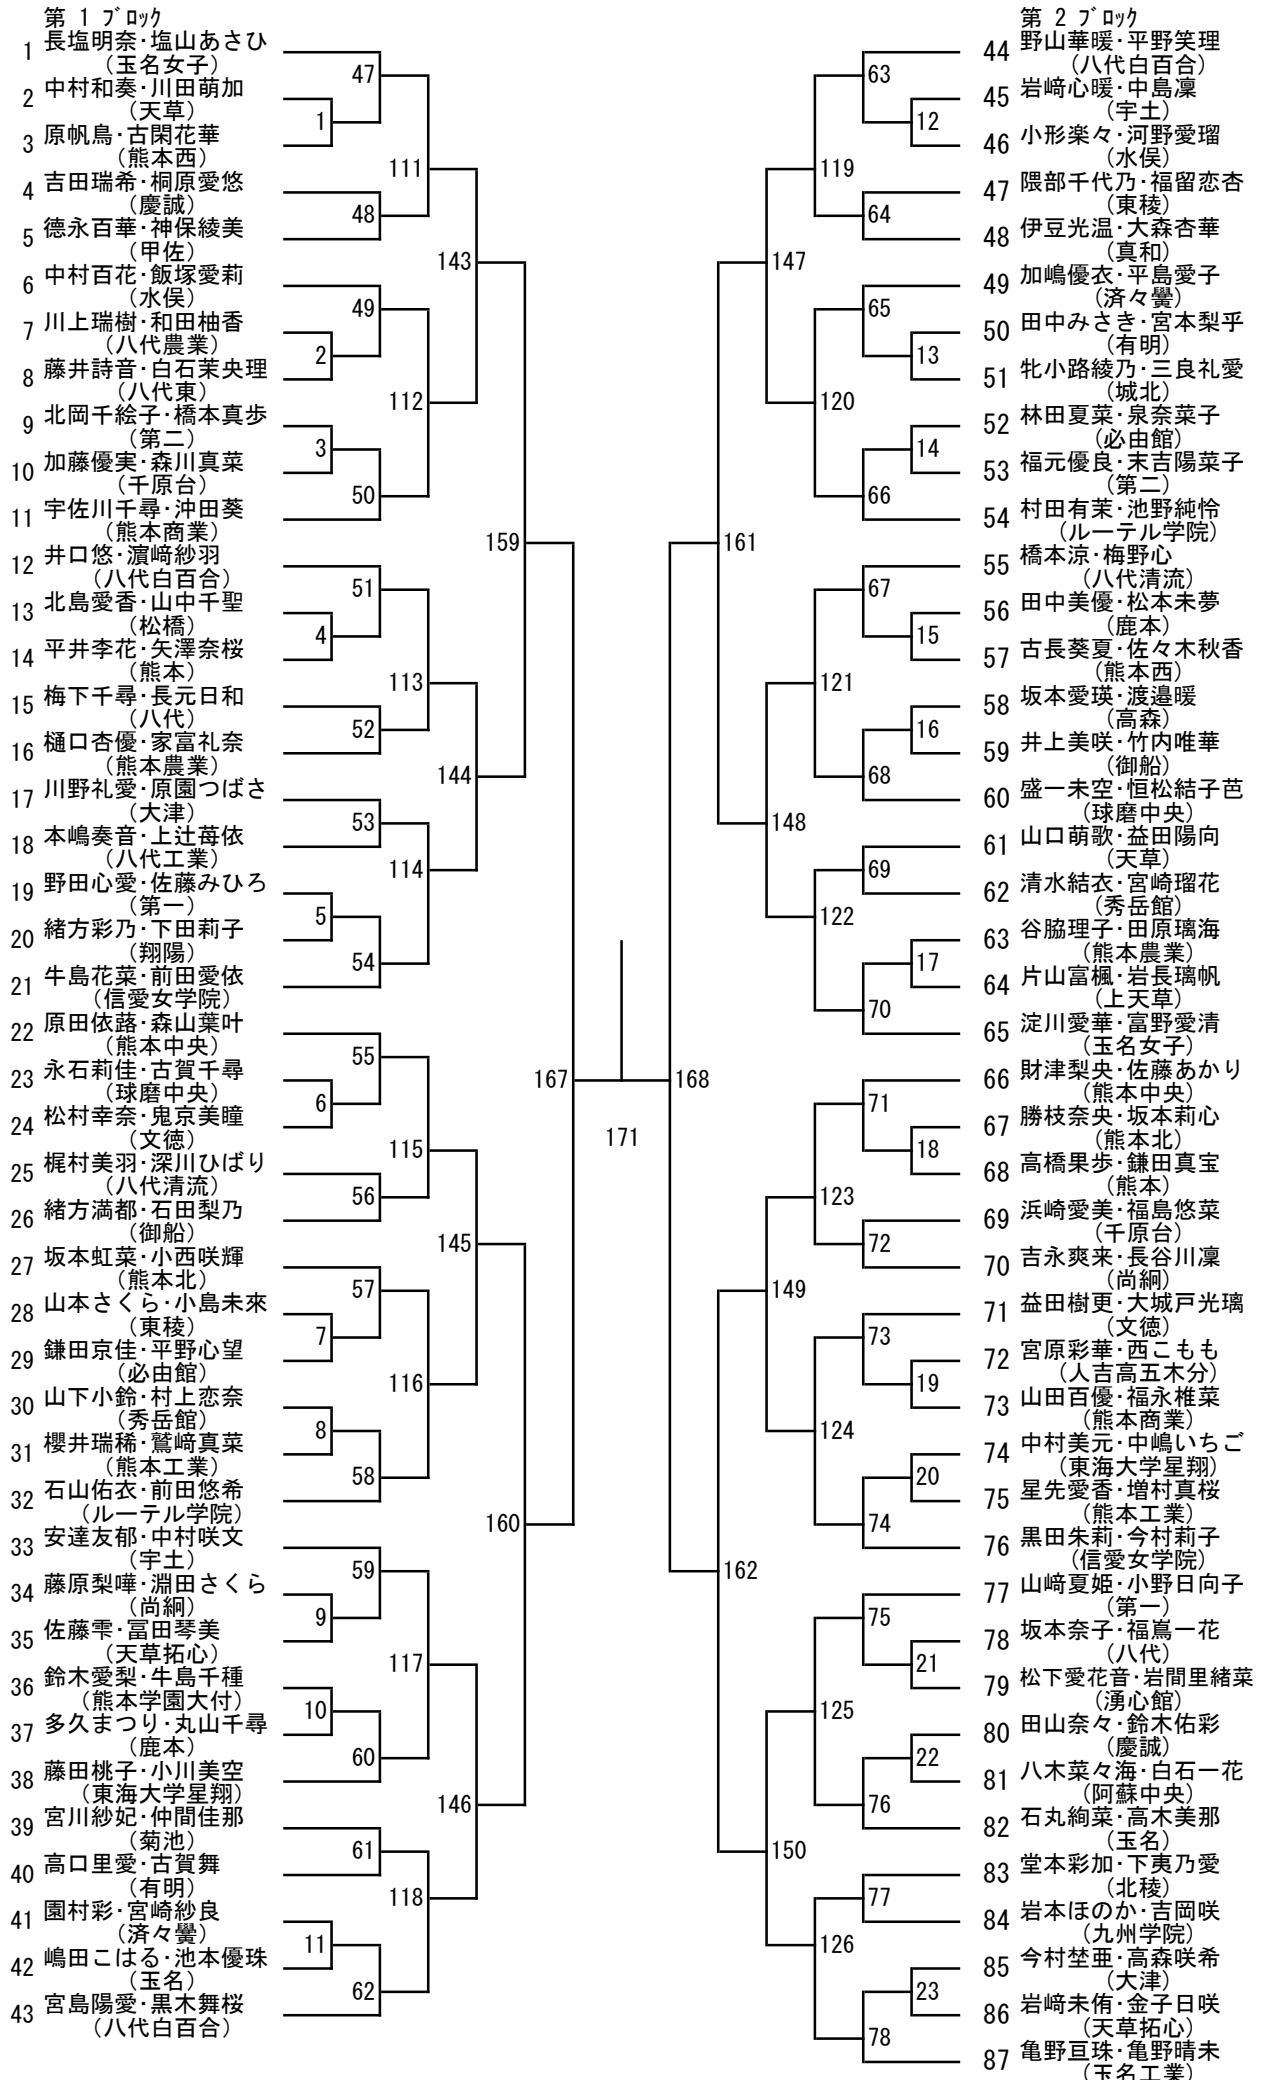 第 1 ﾌﾞﾛｯｸ
1 長塩明奈･塩山あさひ
(玉名女子)
2 中村和奏･川田萌加
(天草)
3 原帆鳥･古閑花華
(熊本西)
4 吉田瑞希･桐原愛悠
(慶誠)
5 德永百華･神保綾美
(甲佐)
6 中村百花･飯塚愛莉
(水俣)
7 川上瑞樹･和田柚香
(八代農業)
8 藤井詩音･白石茉央理
(八代東)
9 北岡千絵子･橋本真歩
(第二)
10 加藤優実･森川真菜
(千原台)
11 宇佐川千尋･沖田葵
(熊本商業)
12 井口悠･濵﨑紗羽
(八代白百合)
13 北島愛香･山中千聖
(松橋)
14 平井李花･矢澤奈桜
(熊本)
15 梅下千尋･長元日和
(八代)
16 樋口杏優･家富礼奈
(熊本農業)
17 川野礼愛･原園つばさ
(大津)
18 本嶋奏音･上辻苺依
(八代工業)
19 野田心愛･佐藤みひろ
(第一)
20 緒方彩乃･下田莉子
(翔陽)
21 牛島花菜･前田愛依
(信愛女学院)
22 原田依蕗･森山葉叶
(熊本中央)
23 永石莉佳･古賀千尋
(球磨中央)
24 松村幸奈･鬼京美瞳
(文徳)
25 梶村美羽･深川ひばり
(八代清流)
26 緒方満都･石田梨乃
(御船)
27 坂本虹菜･小西咲輝
(熊本北)
28 山本さくら･小島未來
(東稜)
29 鎌田京佳･平野心望
(必由館)
30 山下小鈴･村上恋奈
(秀岳館)
31 櫻井瑞稀･鷲﨑真菜
(熊本工業)
32 石山佑衣･前田悠希
(ルーテル学院)
33 安達友郁･中村咲文
(宇土)
34 藤原梨嘩･淵田さくら
(尚絅)
35 佐藤雫･冨田琴美
(天草拓心)
36 鈴木愛梨･牛島千種
(熊本学園大付)
37 多久まつり･丸山千尋
(鹿本)
38 藤田桃子･小川美空
(東海大学星翔)
39 宮川紗妃･仲間佳那
(菊池)
40 高口里愛･古賀舞
(有明)
41 園村彩･宮崎紗良
(済々黌)
42 嶋田こはる･池本優珠
(玉名)
43 宮島陽愛･黒木舞桜
(八代白百合)
47
1
111
48
143
49
2
112
3
50
159
51
4
113
52
144
53
114
5
54
55
6
167
115
56
145
57
7
116
8
58
160
59
9
117
10
60
146
61
118
11
62
171
63
12
119
64
147
65
13
120
14
66
161
67
15
121
16
68
148
69
122
17
70
168
71
18
123
72
149
73
19
124
20
74
162
75
21
125
22
76
150
77
126
23
78
第 2 ﾌﾞﾛｯｸ
44 野山華暖･平野笑理
(八代白百合)
45 岩﨑心暖･中島凜
(宇土)
46 小形楽々･河野愛瑠
(水俣)
47 隈部千代乃･福留恋杏
(東稜)
48 伊豆光温･大森杏華
(真和)
49 加嶋優衣･平島愛子
(済々黌)
50 田中みさき･宮本梨乎
(有明)
51 牝小路綾乃･三良礼愛
(城北)
52 林田夏菜･泉奈菜子
(必由館)
53 福元優良･末吉陽菜子
(第二)
54 村田有茉･池野純怜
(ルーテル学院)
55 橋本涼･梅野心
(八代清流)
56 田中美優･松本未夢
(鹿本)
57 古長葵夏･佐々木秋香
(熊本西)
58 坂本愛瑛･渡邉暖
(高森)
59 井上美咲･竹内唯華
(御船)
60 盛一未空･恒松結子芭
(球磨中央)
61 山口萌歌･益田陽向
(天草)
62 清水結衣･宮崎瑠花
(秀岳館)
63 谷脇理子･田原璃海
(熊本農業)
64 片山富楓･岩長璃帆
(上天草)
65 淀川愛華･富野愛清
(玉名女子)
66 財津梨央･佐藤あかり
(熊本中央)
67 勝枝奈央･坂本莉心
(熊本北)
68 高橋果歩･鎌田真宝
(熊本)
69 浜崎愛美･福島悠菜
(千原台)
70 吉永爽来･長谷川凜
(尚絅)
71 益田樹更･大城戸光璃
(文徳)
72 宮原彩華･西こもも
(人吉高五木分)
73 山田百優･福永椎菜
(熊本商業)
74 中村美元･中嶋いちご
(東海大学星翔)
75 星先愛香･増村真桜
(熊本工業)
76 黒田朱莉･今村莉子
(信愛女学院)
77 山﨑夏姫･小野日向子
(第一)
78 坂本奈子･福嶌一花
(八代)
79 松下愛花音･岩間里緒菜
(湧心館)
80 田山奈々･鈴木佑彩
(慶誠)
81 八木菜々海･白石一花
(阿蘇中央)
82 石丸絢菜･高木美那
(玉名)
83 堂本彩加･下夷乃愛
(北稜)
84 岩本ほのか･吉岡咲
(九州学院)
85 今村埜亜･高森咲希
(大津)
86 岩﨑未侑･金子日咲
(天草拓心)
87 亀野亘珠･亀野晴未
(玉名工業)